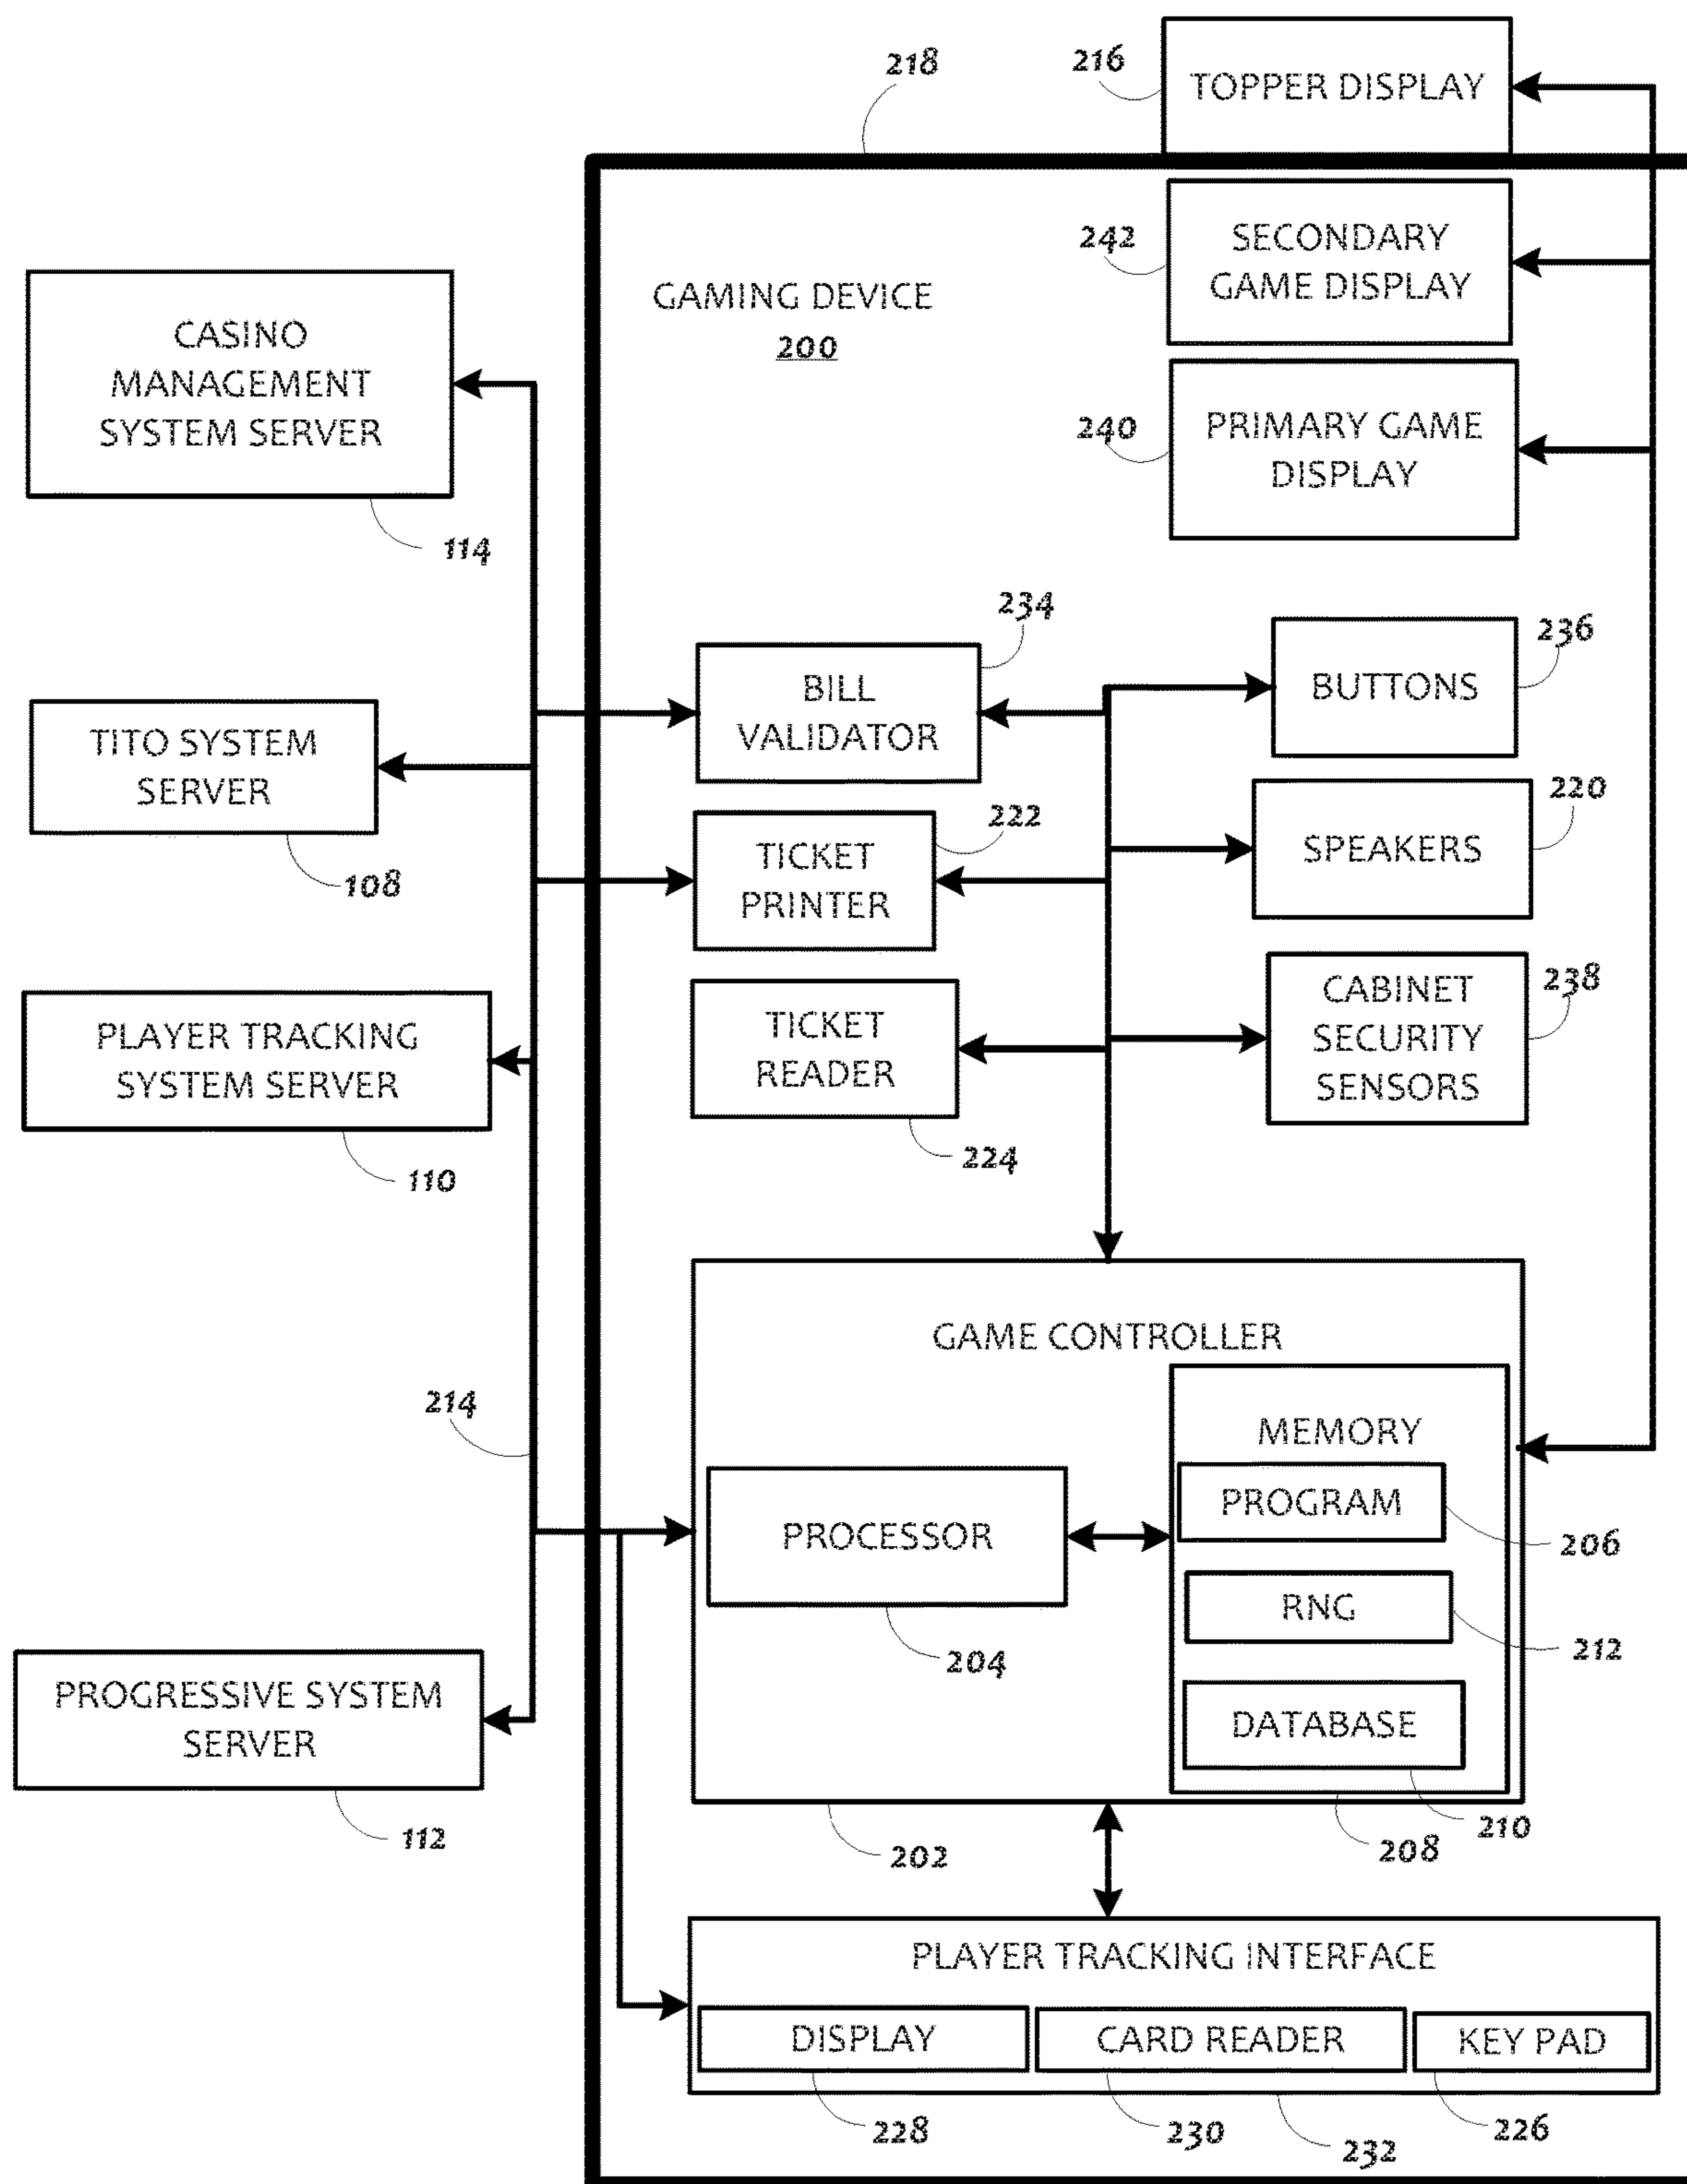 218
216
TOPPER DISPLAY
242
SECONDARY
GAME DISPLAY
GAMING DEVICE
200
CASINO
MANAGEMENT
SYSTEM SERVER
114
240
PRIMARY GAME
DISPLAY
234
BILL
VALIDATOR
236
BUTTONS
TITO SYSTEM
SERVER
108
222
TICKET
PRINTER
220
SPEAKERS
PLAYER TRACKING
SYSTEM SERVER
110
TICKET
READER
224
238
CABINET
SECURITY
SENSORS
214
GAME CONTROLLER
MEMORY
PROGRAM
206
PROCESSOR
204
RNG
212
DATABASE
210
208
202
PROGRESSIVE SYSTEM
SERVER
112
PLAYER TRACKING INTERFACE
DISPLAY
CARD READER
KEY PAD
228
230
232
226